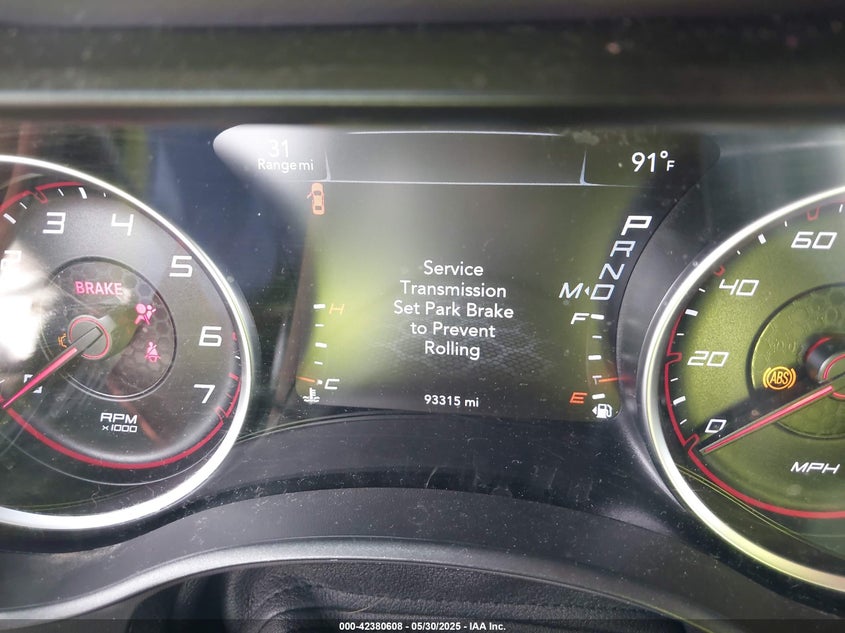 31
Range mi
91°F
Service
Transmission
Set Park Brake
to Prevent
Rolling
93315 mi
P
R
N
D
M
H
C
F
E
BRAKE
3
4
5
6
7
RPM
x1000
60
40
20
0
ABS
MPH
000-42380608 - 05/30/2025 - IAA Inc.